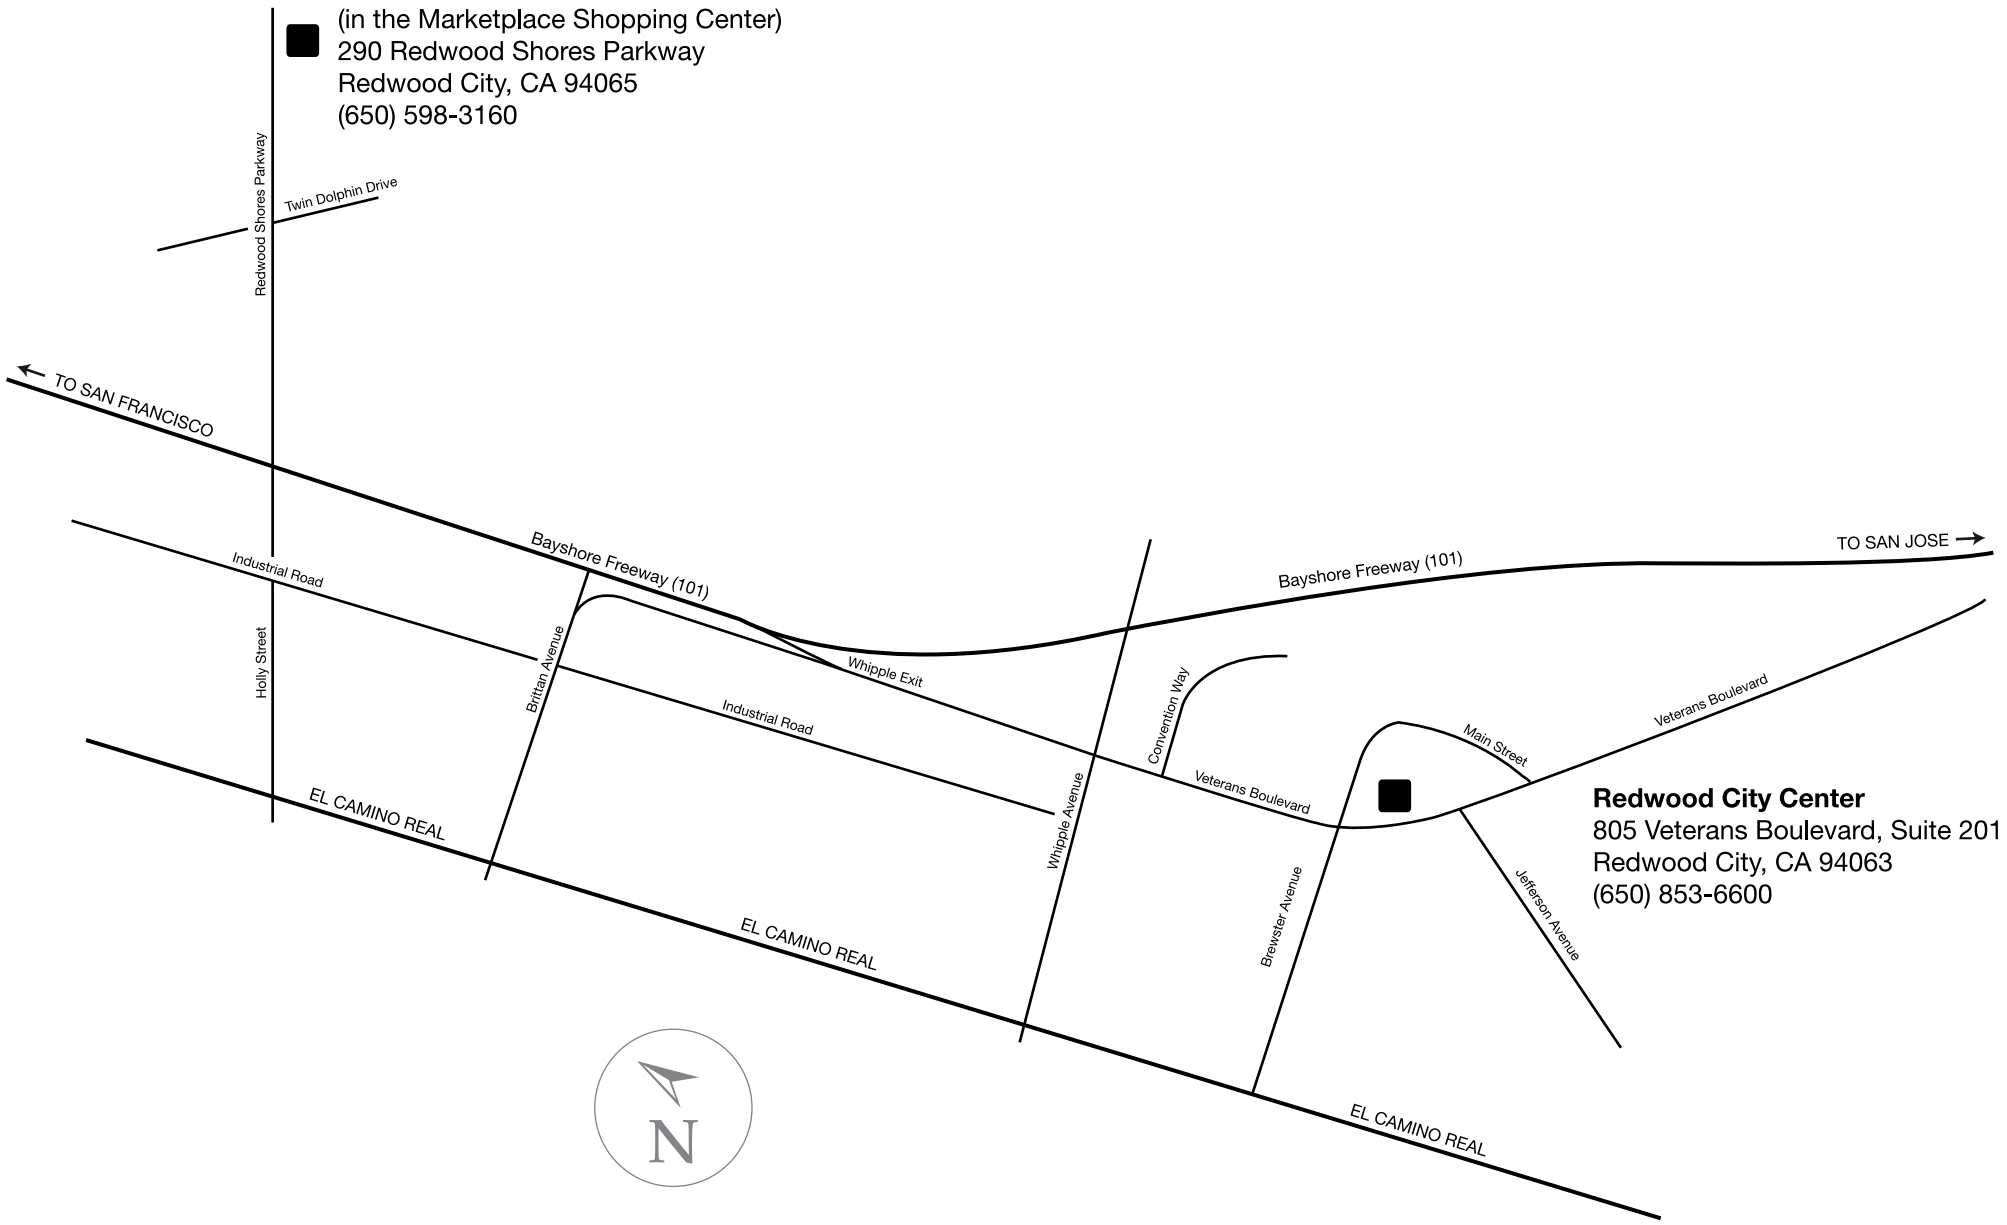 (in the Marketplace Shopping Center)
290 Redwood Shores Parkway
Redwood City, CA 94065
(650) 598-3160
Redwood Shores Parkway
Twin Dolphin Drive
TO SAN FRANCISCO
Bayshore Freeway (101)
Bayshore Freeway (101)
TO SAN JOSE
Industrial Road
Holly Street
Brittan Avenue
Whipple Exit
Industrial Road
Convention Way
Veterans Boulevard
Main Street
Veterans Boulevard
Whipple Avenue
Redwood City Center
805 Veterans Boulevard, Suite 201
Redwood City, CA 94063
(650) 853-6600
EL CAMINO REAL
Brewster Avenue
Jefferson Avenue
EL CAMINO REAL
N
EL CAMINO REAL